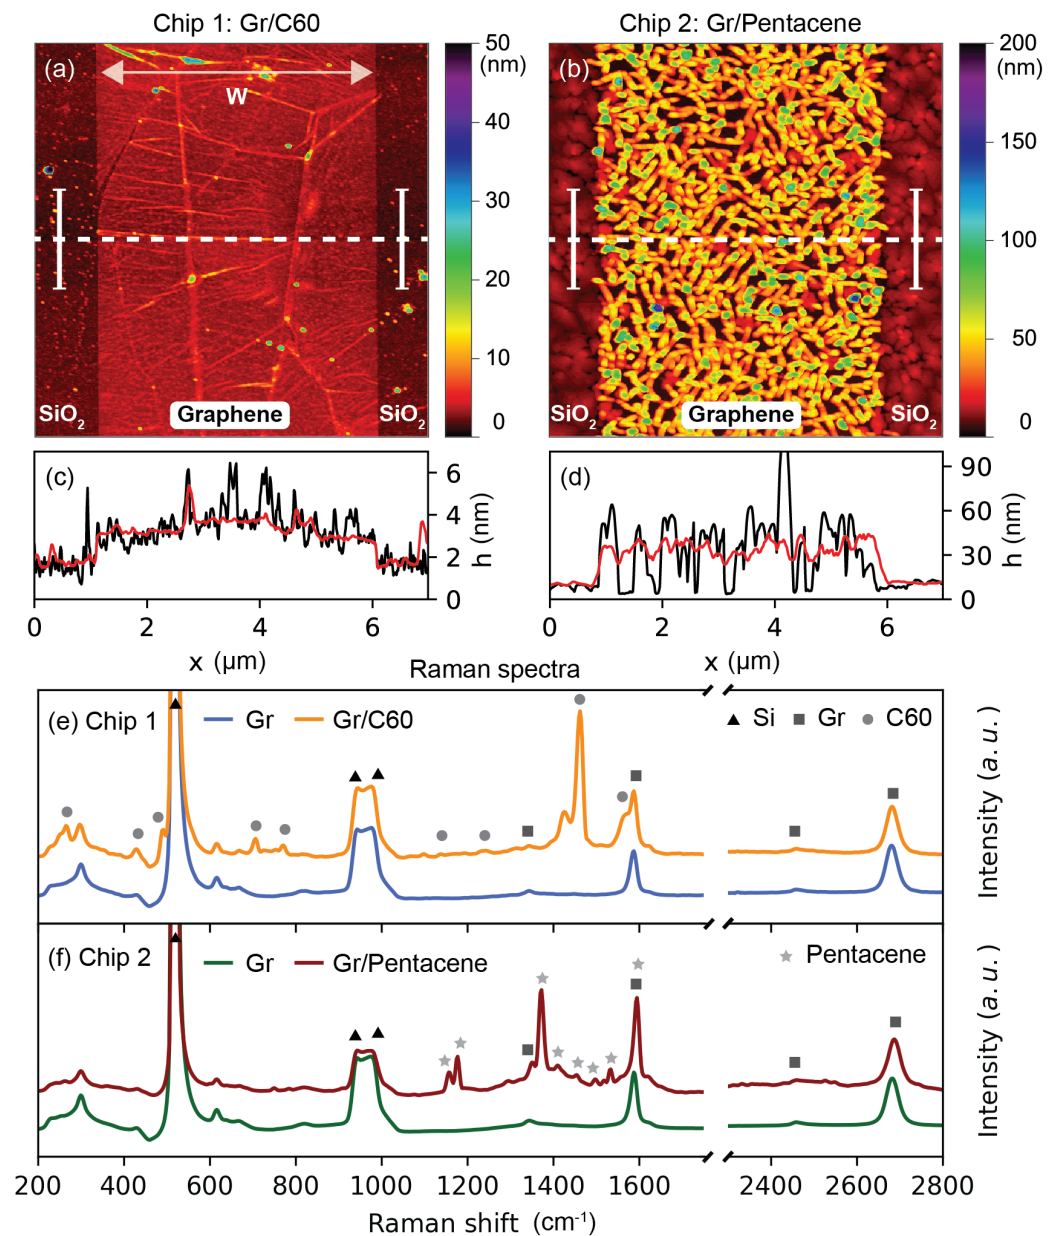 Chip 1: Gr/C60
Chip 2: Gr/Pentacene
(a)
W
SiO2
Graphene
SiO2
50
(nm)
40
30
20
10
0
(b)
SiO2
Graphene
SiO2
200
(nm)
150
100
50
0
(c)
6
4
2
0
h (nm)
0 2 4 6
x (μm)
(d)
90
60
30
0
h (nm)
0 2 4 6
x (μm)
Raman spectra
(e) Chip 1
Gr
Gr/C60
Si
Gr
C60
Intensity (a. u.)
(f) Chip 2
Gr
Gr/Pentacene
Pentacene
Intensity (a. u.)
200 400 600 800 1000 1200 1400 1600 2400 2600 2800
Raman shift (cm-1)